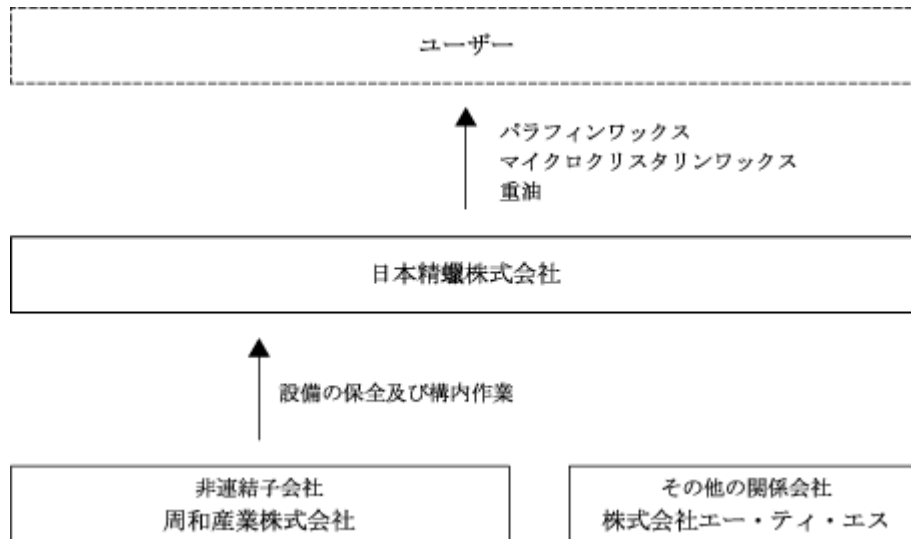 ユーザー
パラフィンワックス
マイクロクリスタリンワックス
重油
日本精蠟株式会社
設備の保全及び構内作業
非連結子会社
周和産業株式会社
その他の関係会社
株式会社エー・ティ・エス